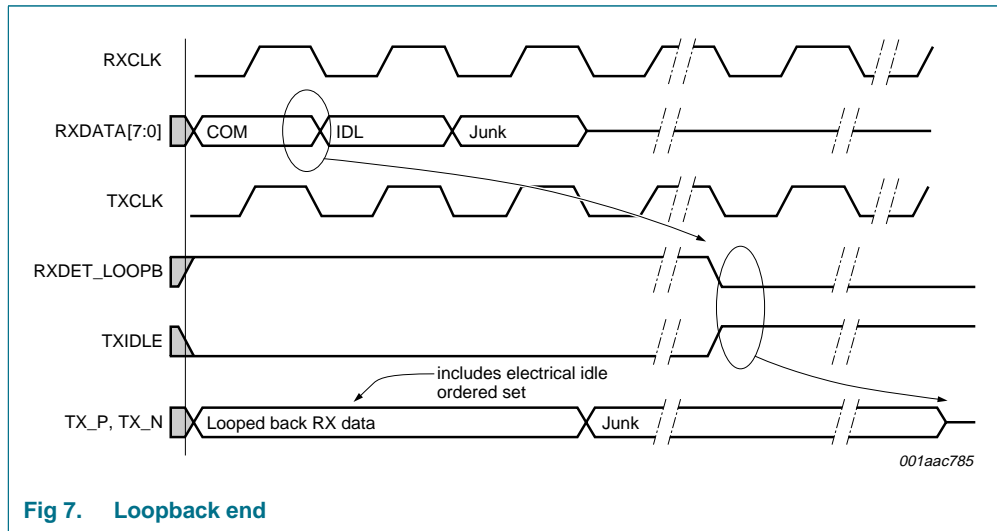 RXCLK
RXDATA[7:0]
COM
IDL
Junk
TXCLK
RXDET_LOOPB
TXIDLE
includes electrical idle
ordered set
TX_P, TX_N
Looped back RX data
Junk
001aac785
Fig 7. Loopback end